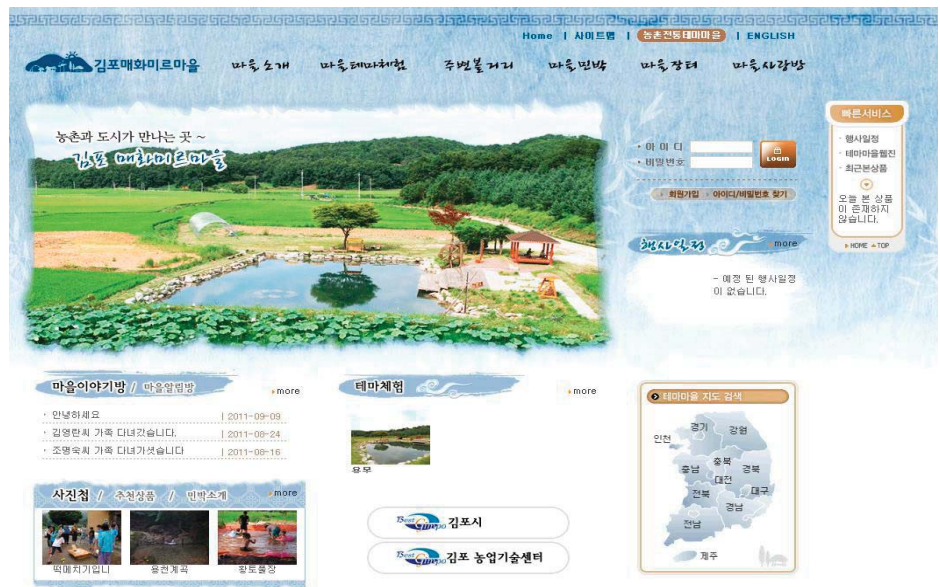 Home | 사이트맵 | 농촌전통테마마을 | ENGLISH
김포매화미르마을
마을소개 마을테마체험 주변볼거리 마을민박 마을장터 마을사랑방
농촌과 도시가 만나는 곳 ~
김포 매화미르마을
아 이 디
비밀번호
LOGIN
회원가입 아이디/비밀번호 찾기
행사일정 more
- 예정 된 행사일정
이 없습니다.
빠른서비스
행사일정
테마마을웹진
최근본상품
오늘 본 상품
이 존재하지
않습니다.
HOME TOP
마을이야기방 / 마을알림방 more
안녕하세요 | 2011-09-09
김영란씨 가족 다녀갔습니다. | 2011-08-24
조명숙씨 가족 다녀가셧습니다 | 2011-08-16
사진첩 / 추천상품 / 민박소개 more
떡메치기입니
용천계곡
황토풀장
테마체험 more
Best Gimpo 김포시
Best Gimpo 김포 농업기술센터
테마마을 지도 검색
경기
강원
인천
충남
충북
경북
대전
전북
대구
경남
전남
제주